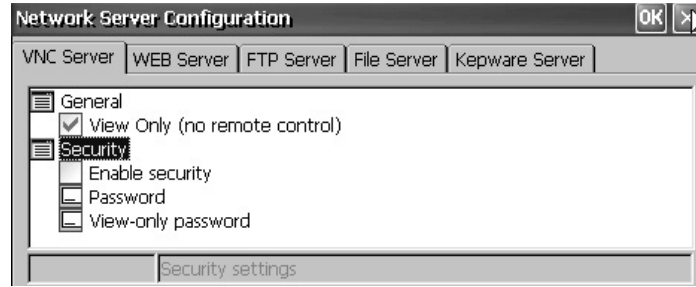 Network Server Configuration OK
VNC Server WEB Server FTP Server File Server Kepware Server
General
View Only (no remote control)
Security
Enable security
Password
View-only password
Security settings